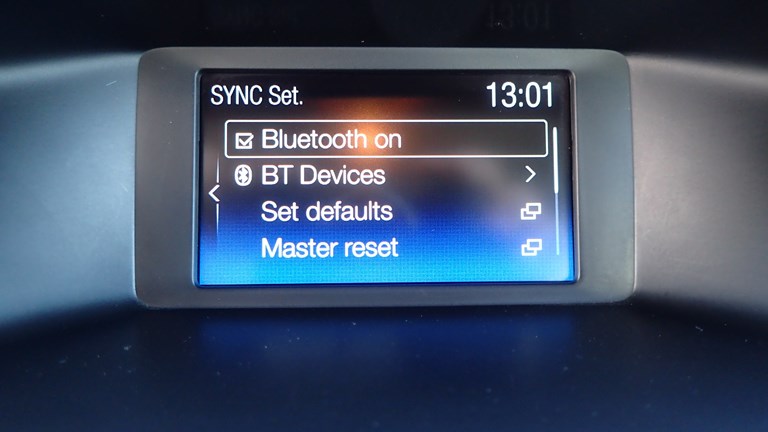 SYNC Set. 13:01
Bluetooth on
BT Devices
Set defaults
Master reset